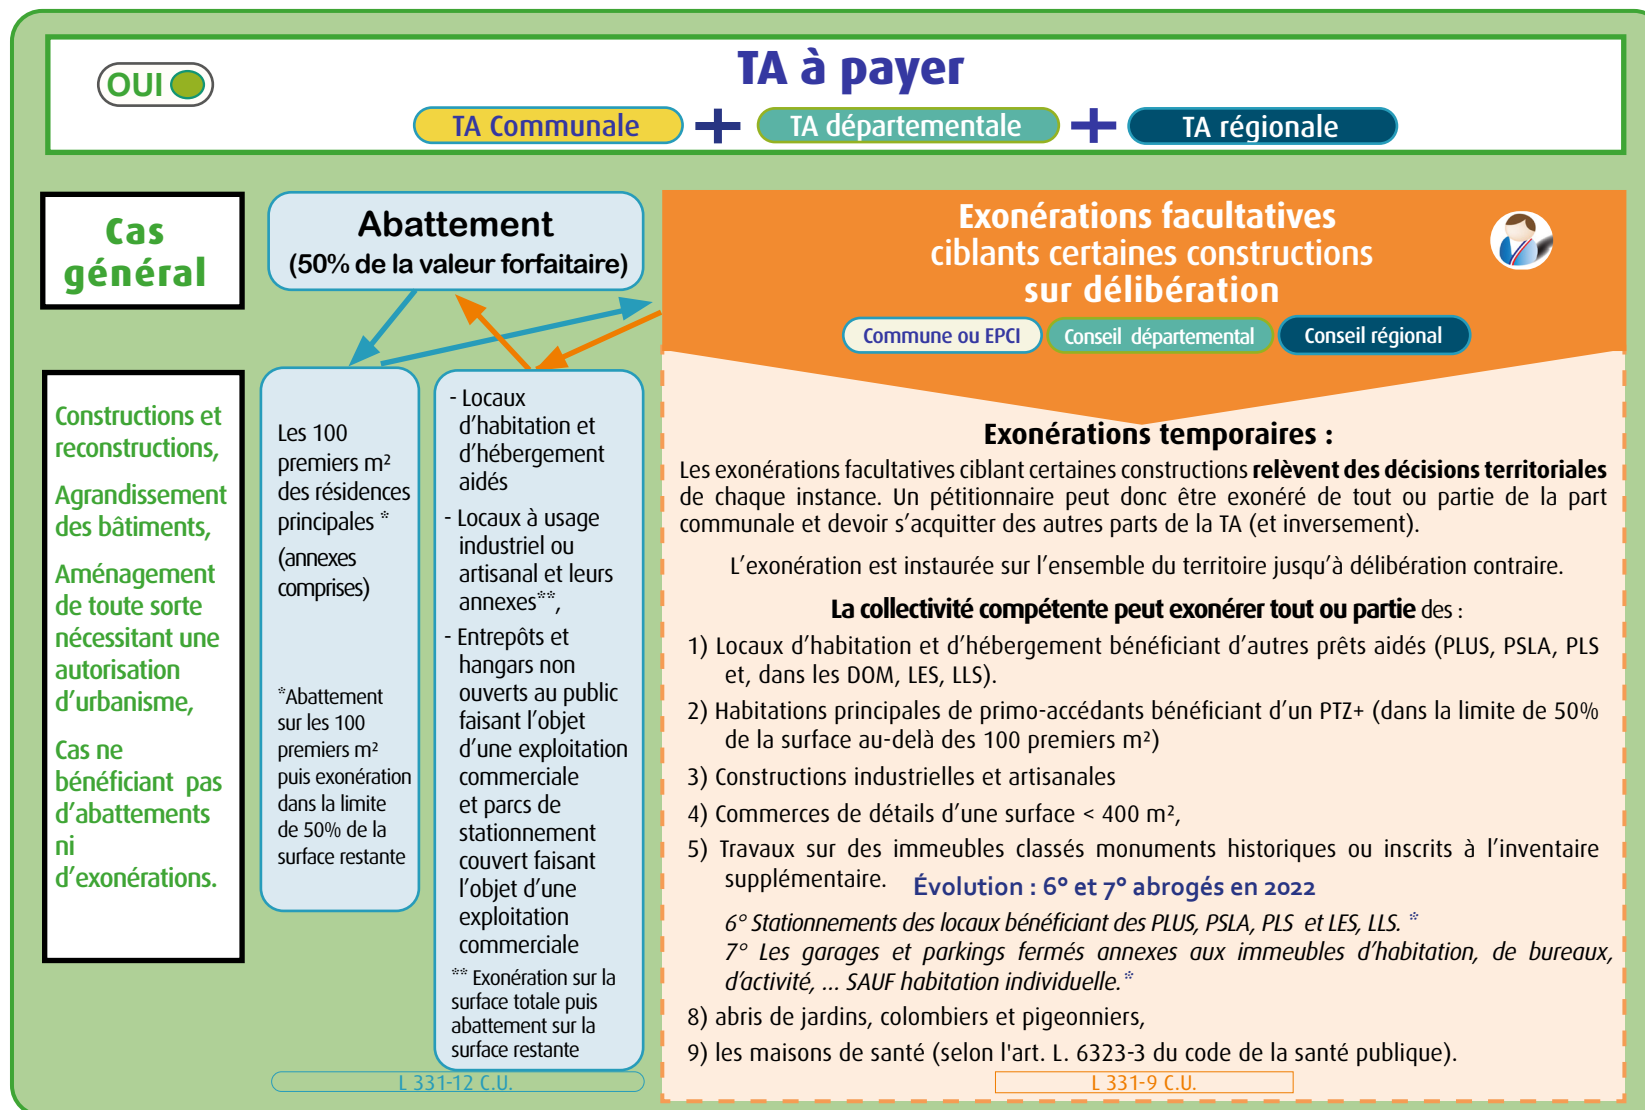 OUI
TA à payer
TA Communale
TA départementale
TA régionale
Cas
général
Constructions et
reconstructions,
Agrandissement
des bâtiments,
Aménagement
de toute sorte
nécessitant une
autorisation
d'urbanisme,
Cas ne
bénéficiant pas
d'abattements
ni
d'exonérations.
Abattement
(50% de la valeur forfaitaire)
Les 100
premiers m²
des résidences
principales *
(annexes
comprises)
*Abattement
sur les 100
premiers m²
puis exonération
dans la limite
de 50% de la
surface restante
- Locaux
d'habitation et
d'hébergement
aidés
- Locaux à usage
industriel ou
artisanal et leurs
annexes**,
- Entrepôts et
hangars non
ouverts au public
faisant l'objet
d'une exploitation
commerciale
et parcs de
stationnement
couvert faisant
l'objet d'une
exploitation
commerciale
** Exonération sur la
surface totale puis
abattement sur la
surface restante
L 331-12 C.U.
Exonérations facultatives
ciblants certaines constructions
sur délibération
Commune ou EPCI
Conseil départemental
Conseil régional
Exonérations temporaires :
Les exonérations facultatives ciblant certaines constructions relèvent des décisions territoriales
de chaque instance. Un pétitionnaire peut donc être exonéré de tout ou partie de la part
communale et devoir s'acquitter des autres parts de la TA (et inversement).
L'exonération est instaurée sur l'ensemble du territoire jusqu'à délibération contraire.
La collectivité compétente peut exonérer tout ou partie des :
1) Locaux d'habitation et d'hébergement bénéficiant d'autres prêts aidés (PLUS, PSLA, PLS
et, dans les DOM, LES, LLS).
2) Habitations principales de primo-accédants bénéficiant d'un PTZ+ (dans la limite de 50%
de la surface au-delà des 100 premiers m²)
3) Constructions industrielles et artisanales
4) Commerces de détails d'une surface < 400 m²,
5) Travaux sur des immeubles classés monuments historiques ou inscrits à l'inventaire
supplémentaire. Évolution : 6° et 7° abrogés en 2022
6° Stationnements des locaux bénéficiant des PLUS, PSLA, PLS et LES, LLS. *
7° Les garages et parkings fermés annexes aux immeubles d'habitation, de bureaux,
d'activité, ... SAUF habitation individuelle.*
8) abris de jardins, colombiers et pigeonniers,
9) les maisons de santé (selon l'art. L. 6323-3 du code de la santé publique).
L 331-9 C.U.